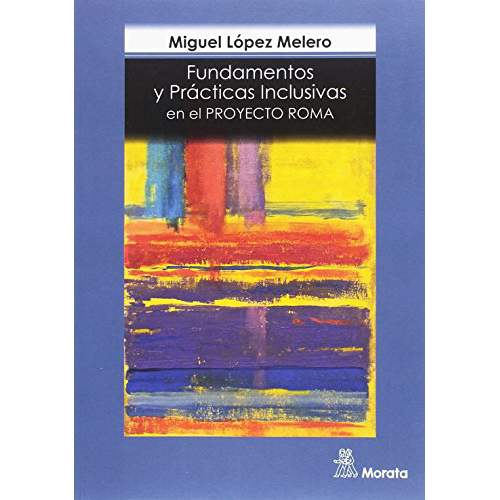 Miguel López Melero
Fundamentos
y Prácticas Inclusivas
en el PROYECTO ROMA
Morata